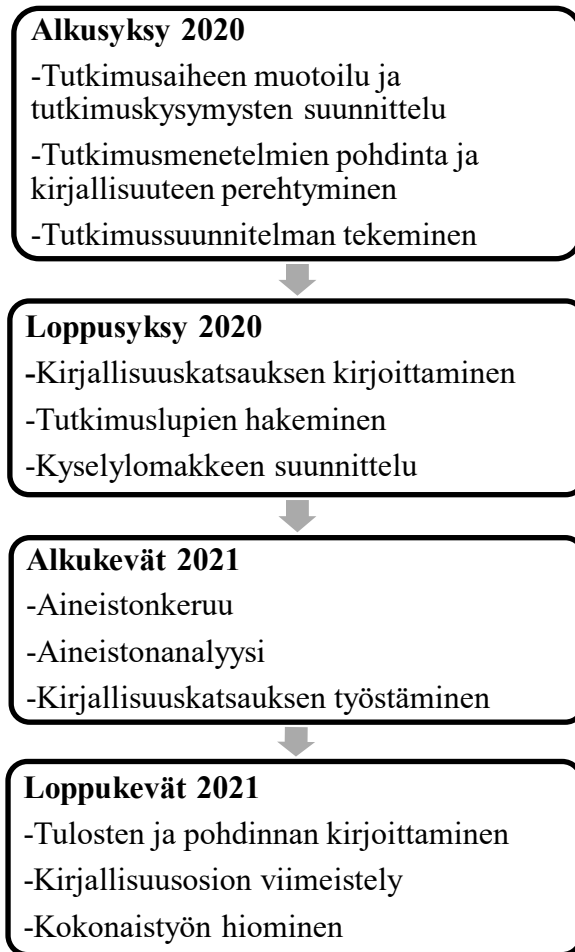 Alkusyksy 2020
-Tutkimusaiheen muotoilu ja
tutkimuskysymysten suunnittelu
-Tutkimusmenetelmien pohdinta ja
kirjallisuuteen perehtyminen
-Tutkimussuunnitelman tekeminen
Loppusyksy 2020
-Kirjallisuuskatsauksen kirjoittaminen
-Tutkimuslupien hakeminen
-Kyselylomakkeen suunnittelu
Alkukevät 2021
-Aineistonkeruu
-Aineistonanalyysi
-Kirjallisuuskatsauksen työstäminen
Loppukevät 2021
-Tulosten ja pohdinnan kirjoittaminen
-Kirjallisuusosion viimeistely
-Kokonaistyön hiominen